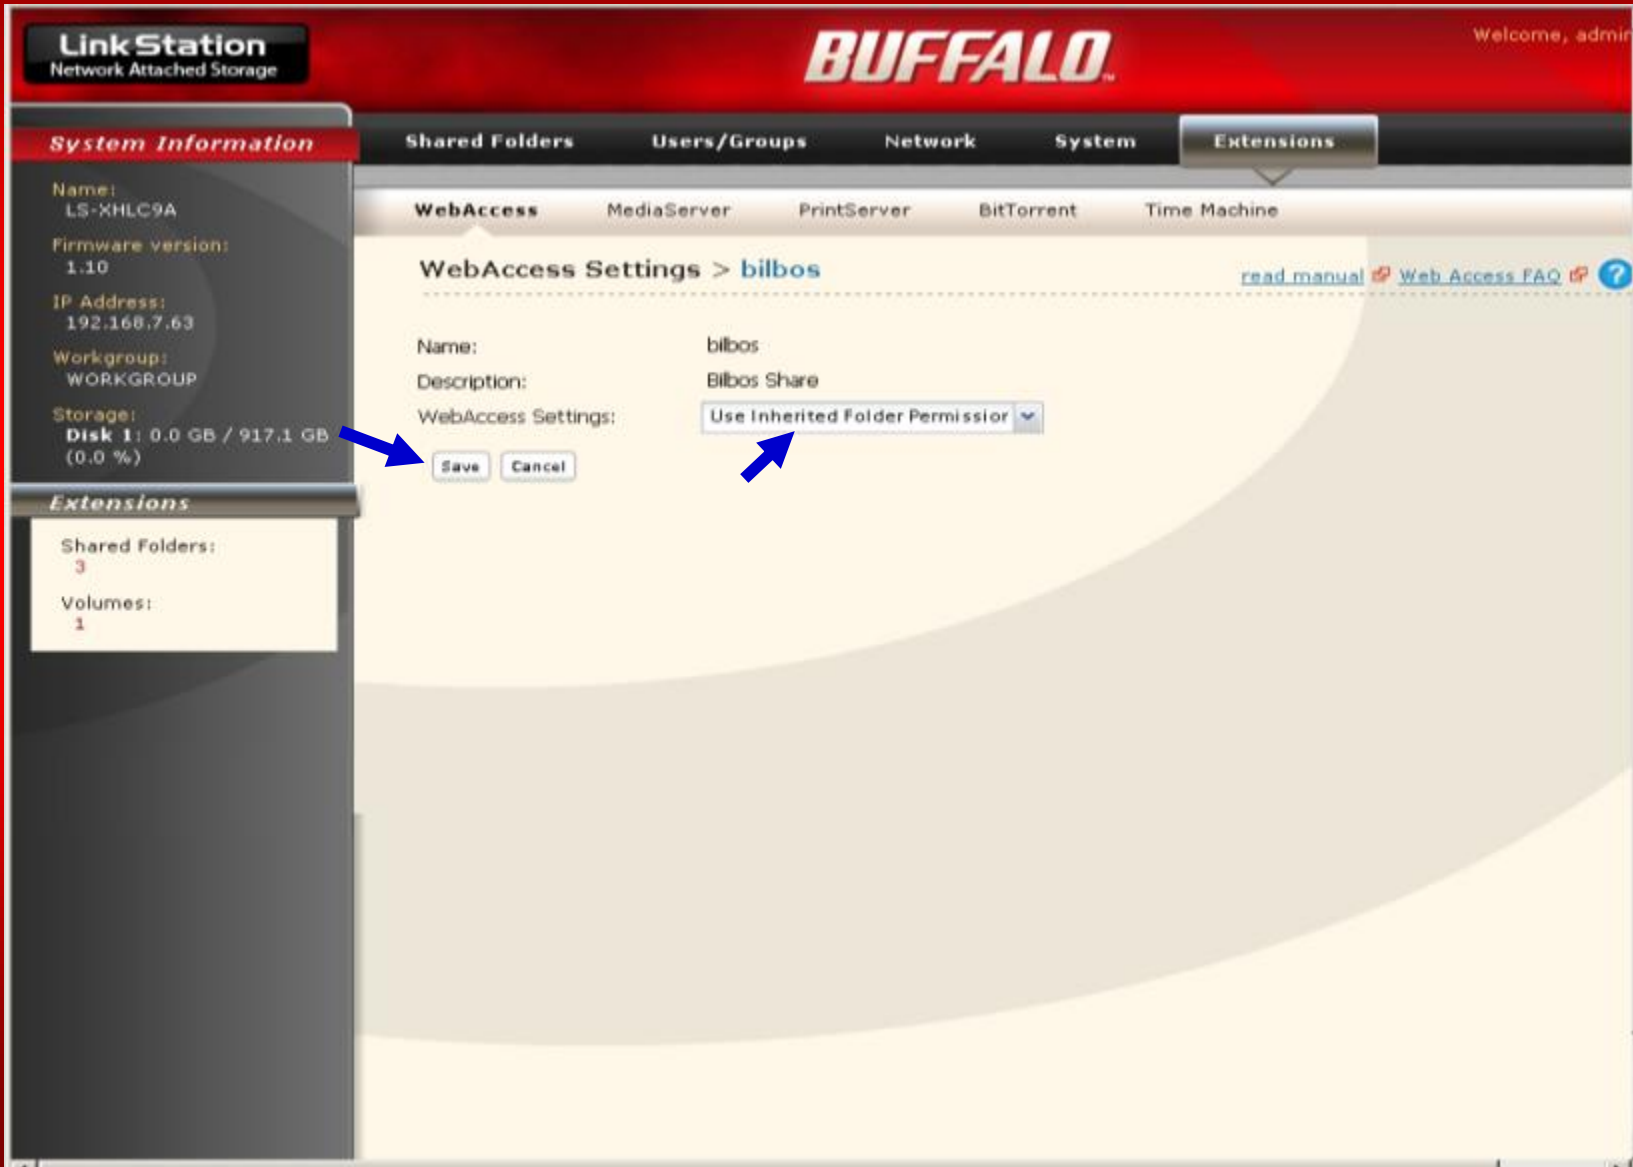 LinkStation
Network Attached Storage
BUFFALO
Welcome, admin
System Information
Shared Folders
Users/Groups
Network
System
Extensions
Name:
LS-XHLC9A
Firmware version:
1.10
IP Address:
192.168.7.63
Workgroup:
WORKGROUP
Storage:
Disk 1: 0.0 GB / 917.1 GB
(0.0 %)
Extensions
Shared Folders:
3
Volumes:
1
WebAccess
MediaServer
PrintServer
BitTorrent
Time Machine
WebAccess Settings > bilbos
read manual
Web Access FAQ
?
Name: bilbos
Description: Bilbos Share
WebAccess Settings: Use Inherited Folder Permission
Save
Cancel